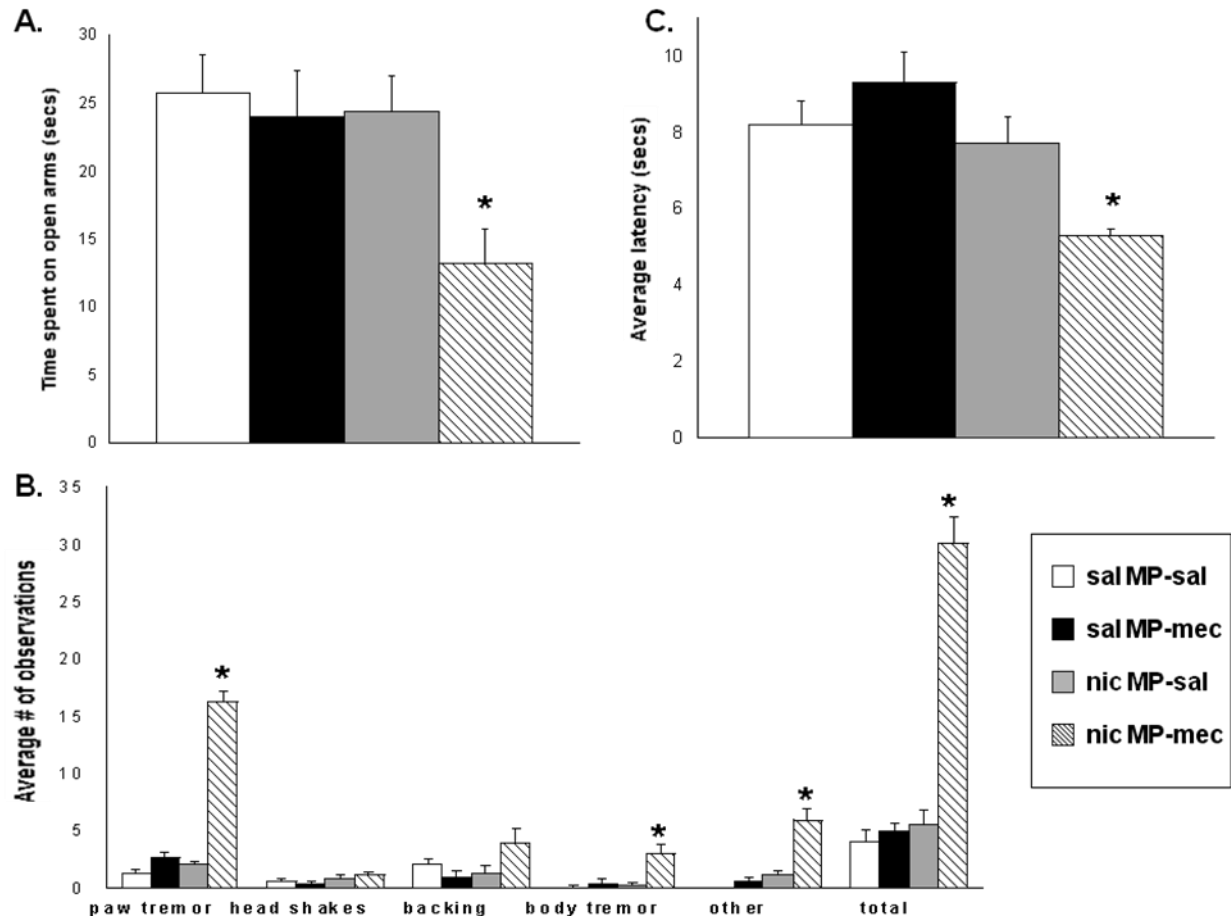 A.
Time spent on open arms (secs)
30
25
20
15
10
5
0
*
C.
Average latency (secs)
10
8
6
4
2
0
*
B.
Average # of observations
35
30
25
20
15
10
5
0
*
*
*
*
paw tremor head shakes backing body tremor other total
sal MP-sal
sal MP-mec
nic MP-sal
nic MP-mec